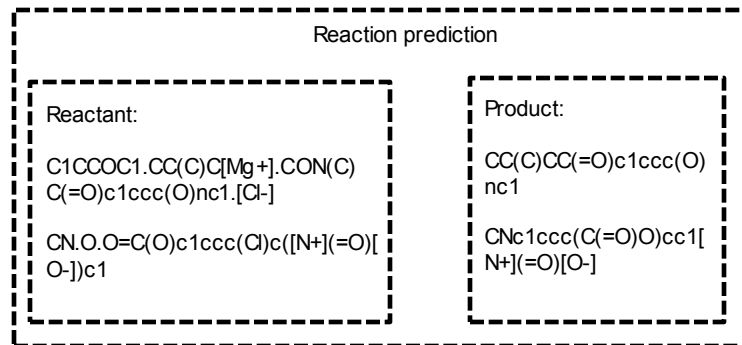 Reaction prediction
Reactant:
C1CCOC1.CC(C)C[Mg+].CON(C)
C(=O)c1ccc(O)nc1.[Cl-]
CN.O.O=C(O)c1ccc(Cl)c([N+](=O)[
O-])c1
Product:
CC(C)CC(=O)c1ccc(O)
nc1
CNc1ccc(C(=O)O)cc1[
N+](=O)[O-]